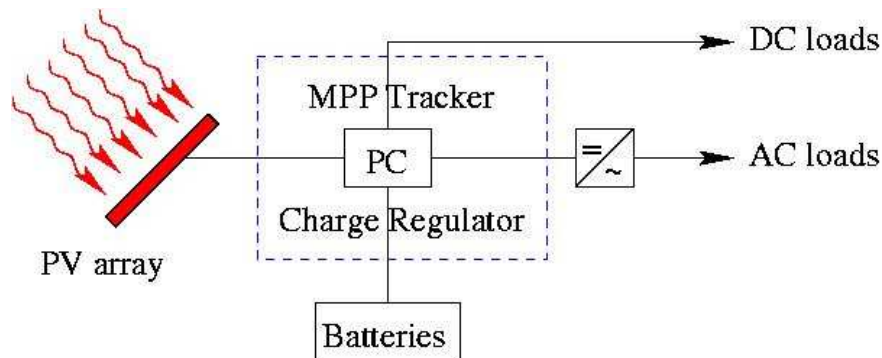 DC loads
MPP Tracker
PC
=
~
AC loads
Charge Regulator
PV array
Batteries